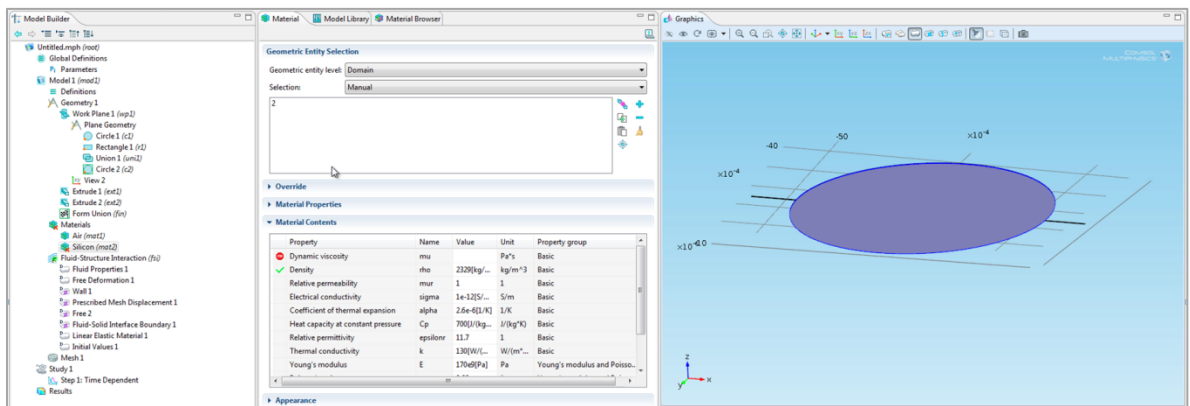 Model Builder
Untitled.mph (root)
Global Definitions
Parameters
Model 1 (mod1)
Definitions
Geometry 1
Work Plane 1 (wp1)
Plane Geometry
Circle 1 (c1)
Rectangle 1 (r1)
Union 1 (uni1)
Circle 2 (c2)
View 2
Extrude 1 (ext1)
Extrude 2 (ext2)
Form Union (fin)
Materials
Air (mat1)
Silicon (mat2)
Fluid-Structure Interaction (fsi)
Fluid Properties 1
Free Deformation 1
Wall 1
Prescribed Mesh Displacement 1
Free 2
Fluid-Solid Interface Boundary 1
Linear Elastic Material 1
Initial Values 1
Mesh 1
Study 1
Step 1: Time Dependent
Results
Material Model Library Material Browser
Geometric Entity Selection
Geometric entity level: Domain
Selection: Manual
2
Override
Material Properties
Material Contents
Property Name Value Unit Property group
Dynamic viscosity mu Pa*s Basic
Density rho 2329[kg/... kg/m^3 Basic
Relative permeability mur 1 1 Basic
Electrical conductivity sigma 1e-12[S/... S/m Basic
Coefficient of thermal expansion alpha 2.6e-6[1/K] 1/K Basic
Heat capacity at constant pressure Cp 700[J/(kg... J/(kg*K) Basic
Relative permittivity epsilonr 11.7 1 Basic
Thermal conductivity k 130[W/(... W/(m^... Basic
Young's modulus E 170e9[Pa] Pa Young's modulus and Poisso...
Appearance
Graphics
COMSOL
MULTIPHYSICS
-50
×10⁻⁴
-40
×10⁻⁴
z
y x